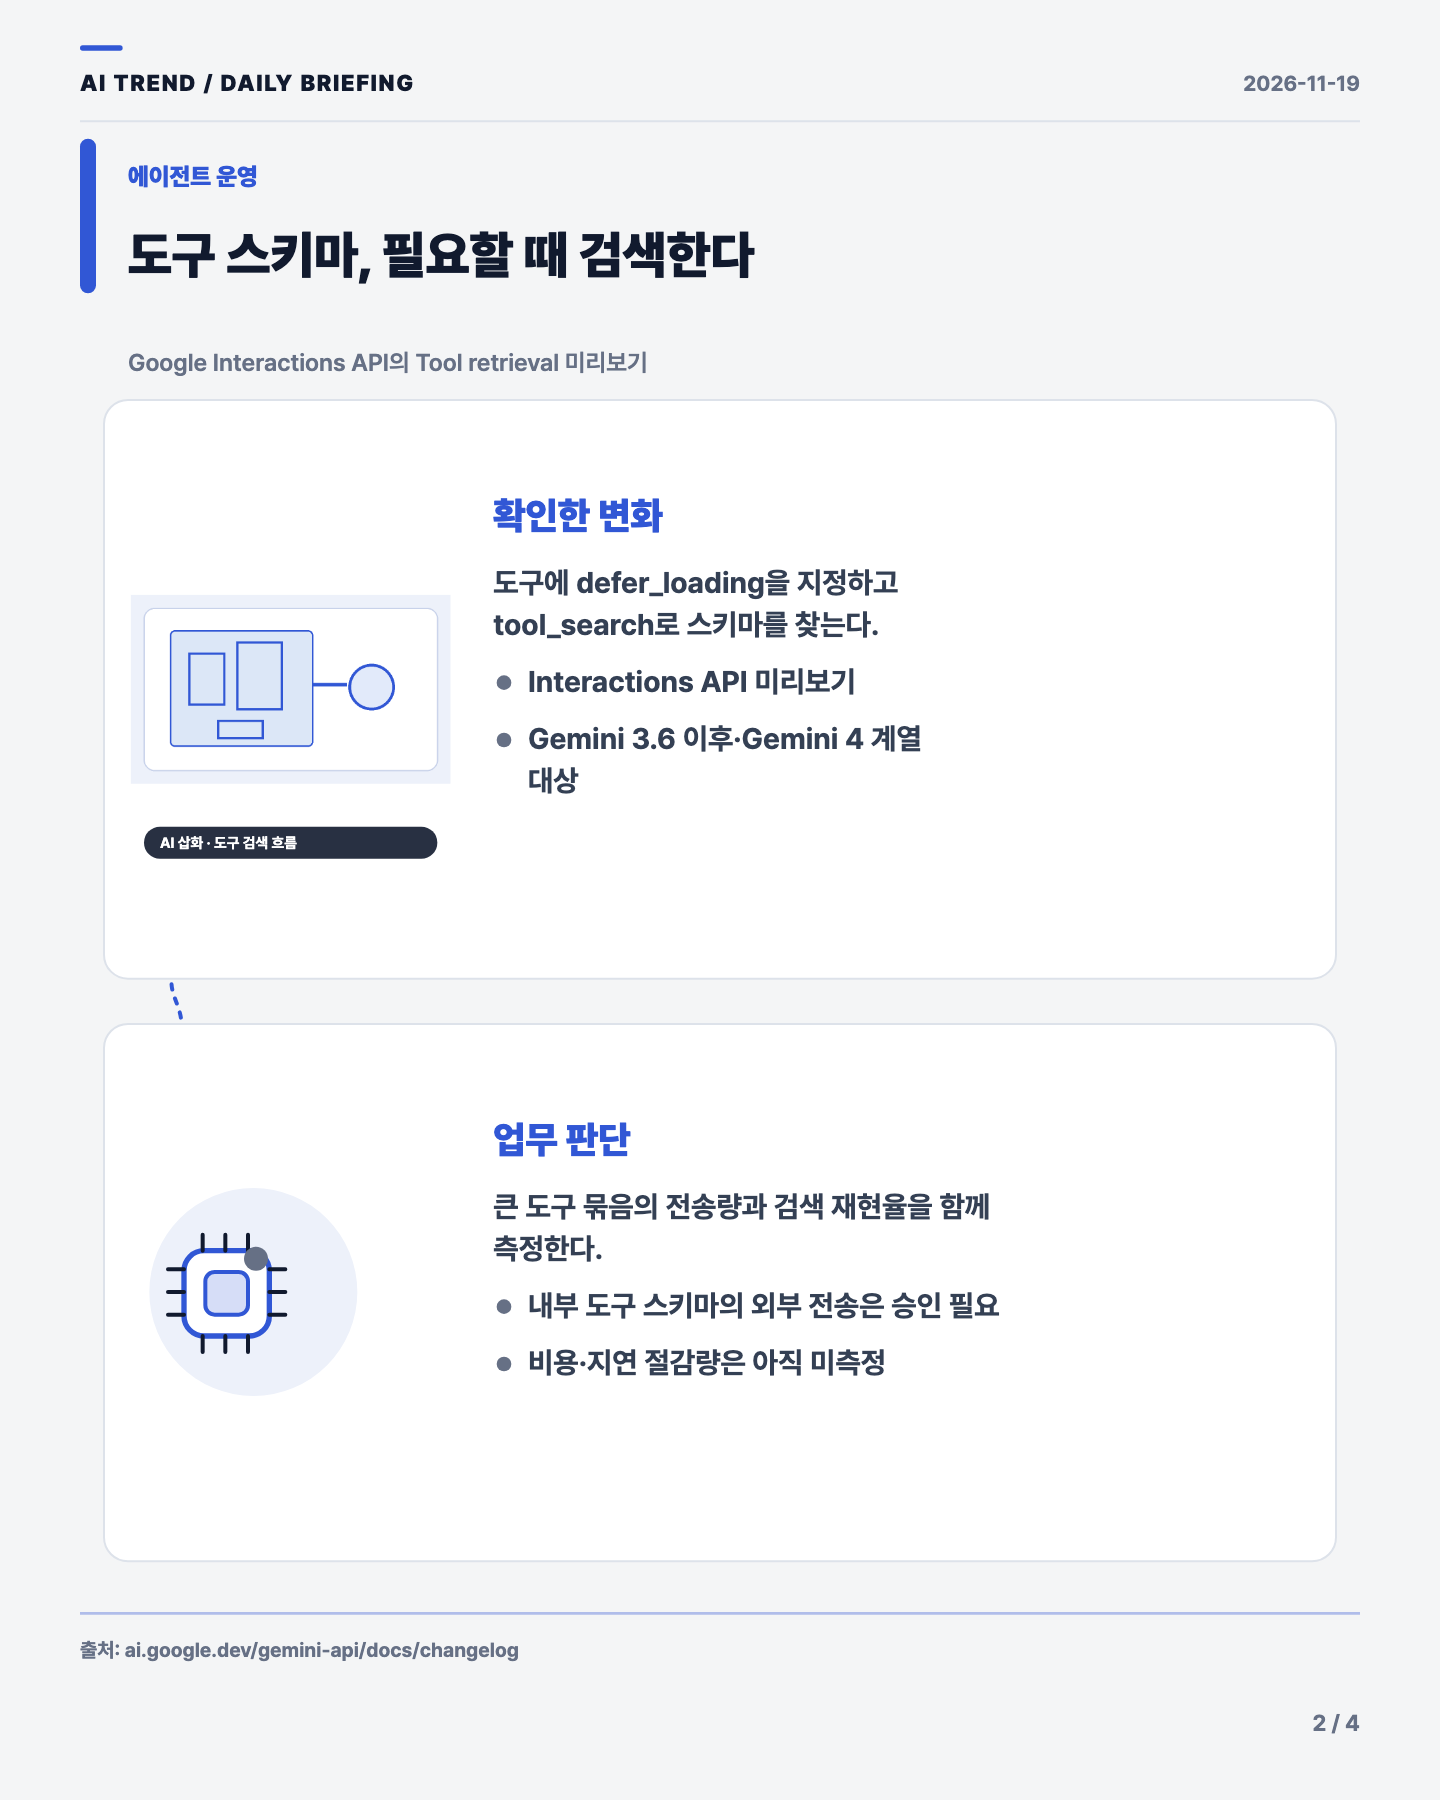 AI TREND / DAILY BRIEFING
2026-11-19
에이전트 운영
도구 스키마, 필요할 때 검색한다
Google Interactions API의 Tool retrieval 미리보기
확인한 변화
도구에 defer_loading을 지정하고
tool_search로 스키마를 찾는다.
Interactions API 미리보기
Gemini 3.6 이후·Gemini 4 계열
대상
AI 삽화 · 도구 검색 흐름
업무 판단
큰 도구 묶음의 전송량과 검색 재현율을 함께
측정한다.
내부 도구 스키마의 외부 전송은 승인 필요
비용·지연 절감량은 아직 미측정
출처: ai.google.dev/gemini-api/docs/changelog
2 / 4